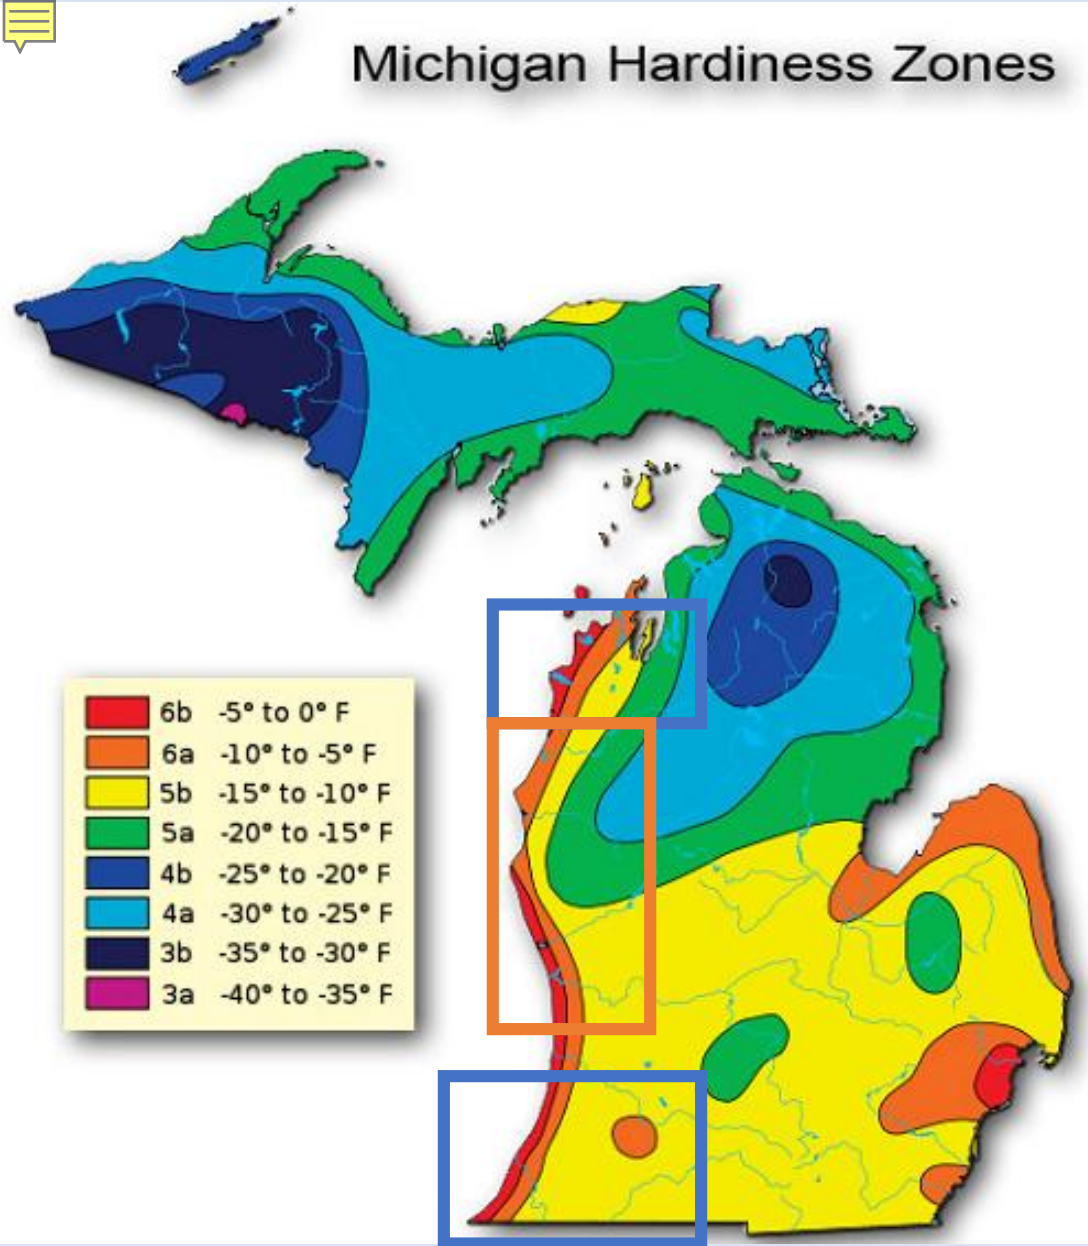 Michigan Hardiness Zones
6b -5° to 0° F
6a -10° to -5° F
5b -15° to -10° F
5a -20° to -15° F
4b -25° to -20° F
4a -30° to -25° F
3b -35° to -30° F
3a -40° to -35° F